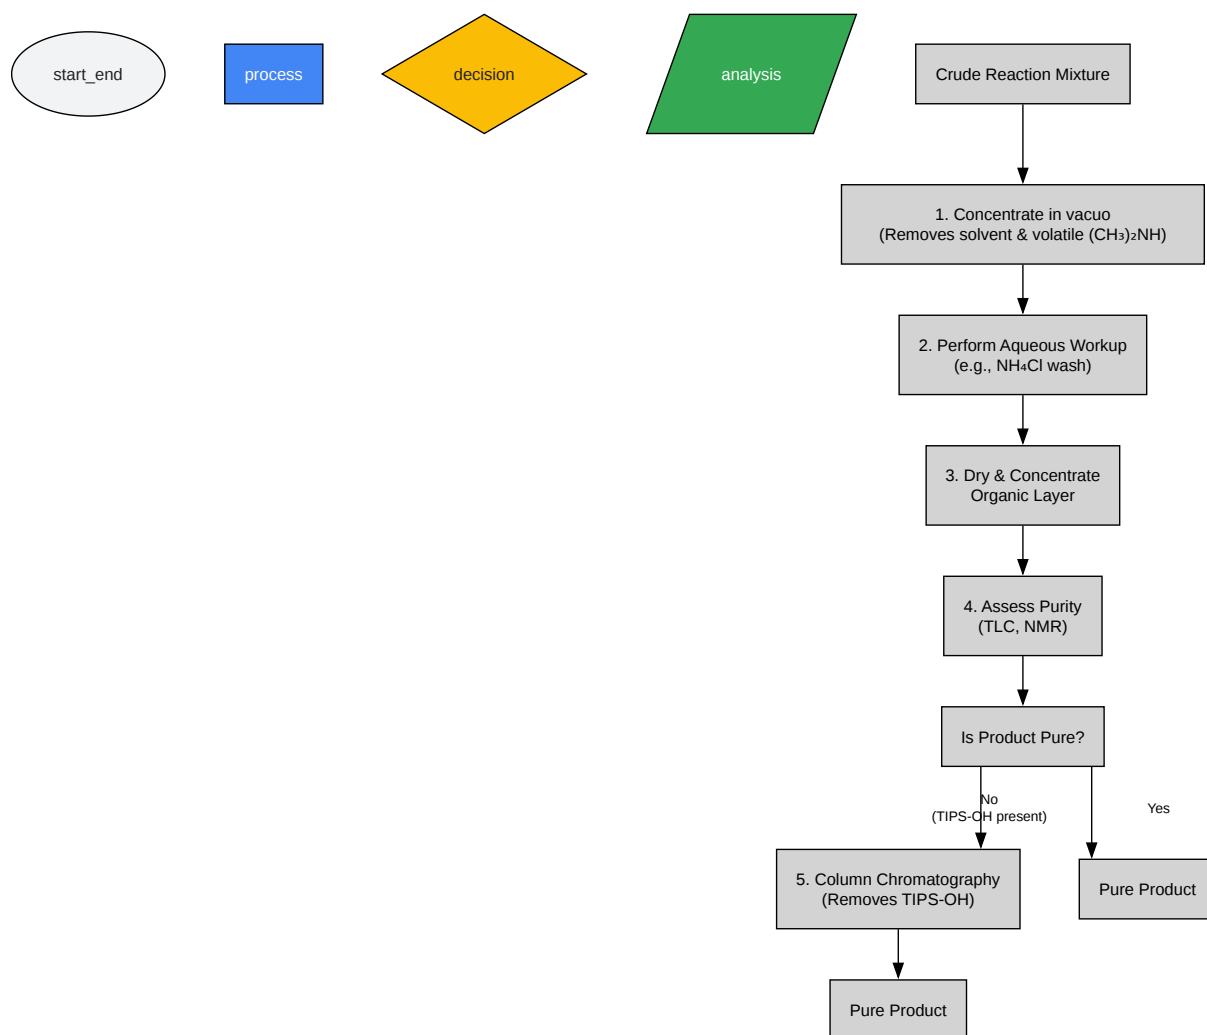 start_end
process
decision
analysis
Crude Reaction Mixture
1. Concentrate in vacuo
(Removes solvent & volatile (CH₃)₂NH)
2. Perform Aqueous Workup
(e.g., NH₄Cl wash)
3. Dry & Concentrate
Organic Layer
4. Assess Purity
(TLC, NMR)
Is Product Pure?
No
(TIPS-OH present)
Yes
5. Column Chromatography
(Removes TIPS-OH)
Pure Product
Pure Product